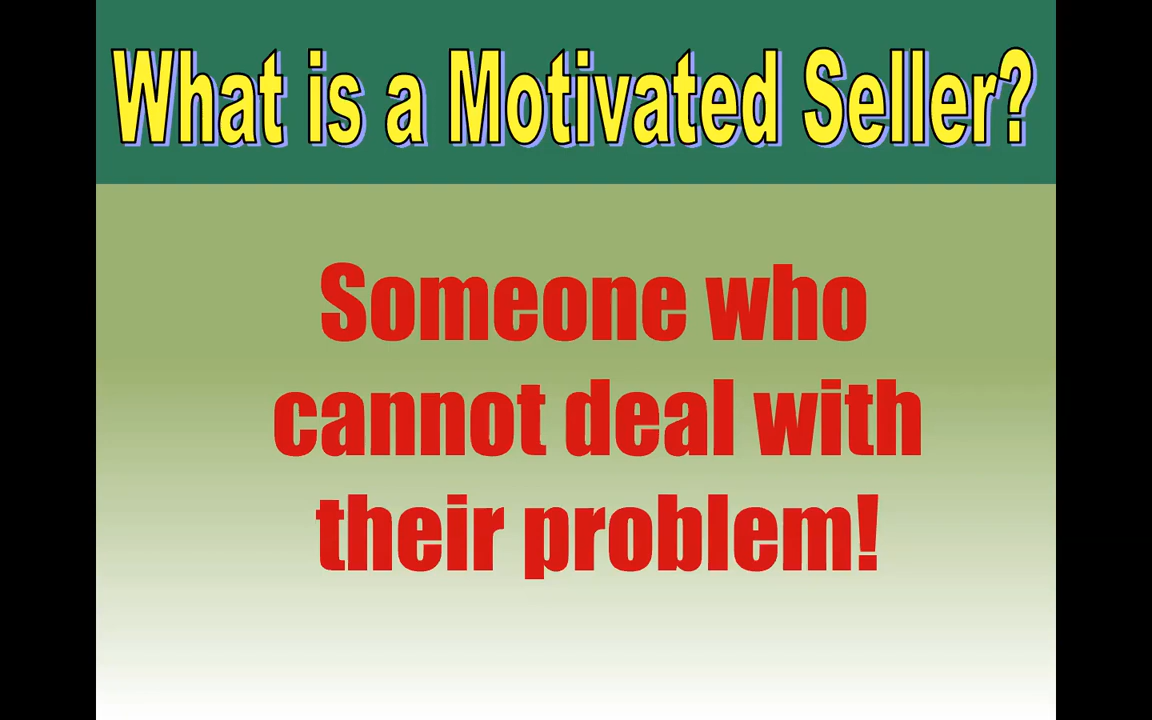 What is a Motivated Seller?
Someone who
cannot deal with
their problem!